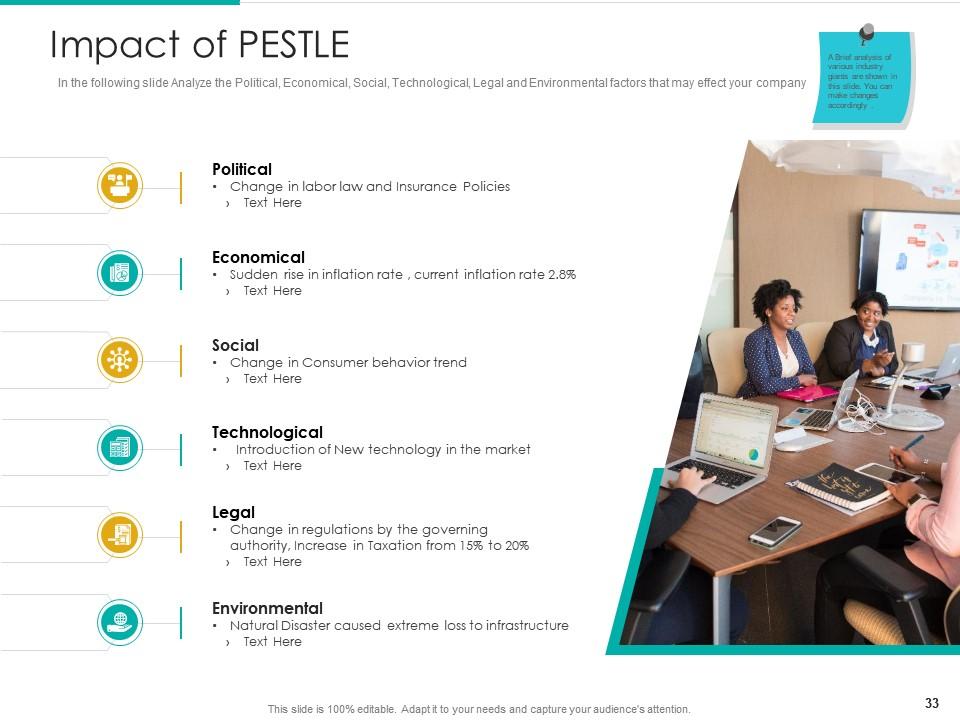 Impact of PESTLE
In the following slide Analyze the Political, Economical, Social, Technological, Legal and Environmental factors that may effect your company
A Brief analysis of
various industry
giants are shown in
this slide. You can
make changes
accordingly .
Political
• Change in labor law and Insurance Policies
› Text Here
Economical
• Sudden rise in inflation rate , current inflation rate 2.8%
› Text Here
Social
• Change in Consumer behavior trend
› Text Here
Technological
• Introduction of New technology in the market
› Text Here
Legal
• Change in regulations by the governing
authority, Increase in Taxation from 15% to 20%
› Text Here
Environmental
• Natural Disaster caused extreme loss to infrastructure
› Text Here
This slide is 100% editable. Adapt it to your needs and capture your audience's attention.
33